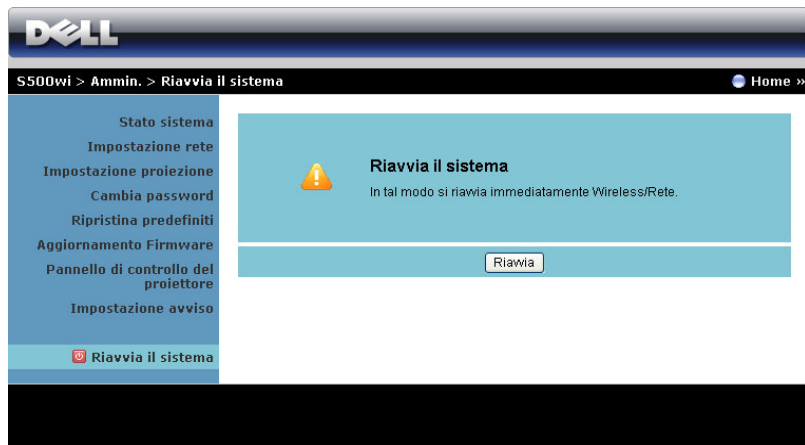 DELL
S500wi > Ammin. > Riavvia il sistema
Home »
Stato sistema
Impostazione rete
Impostazione proiezione
Cambia password
Ripristina predefiniti
Aggiornamento Firmware
Pannello di controllo del
proiettore
Impostazione avviso
Riavvia il sistema
Riavvia il sistema
In tal modo si riavvia immediatamente Wireless/Rete.
Riavvia